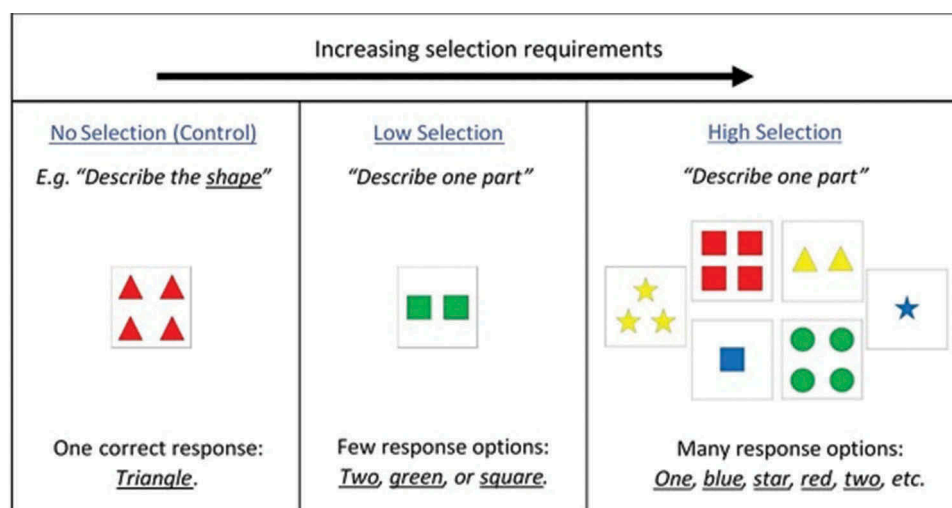 Increasing selection requirements
No Selection (Control)
E.g. “Describe the shape”
One correct response:
Triangle.
Low Selection
“Describe one part”
Few response options:
Two, green, or square.
High Selection
“Describe one part”
Many response options:
One, blue, star, red, two, etc.